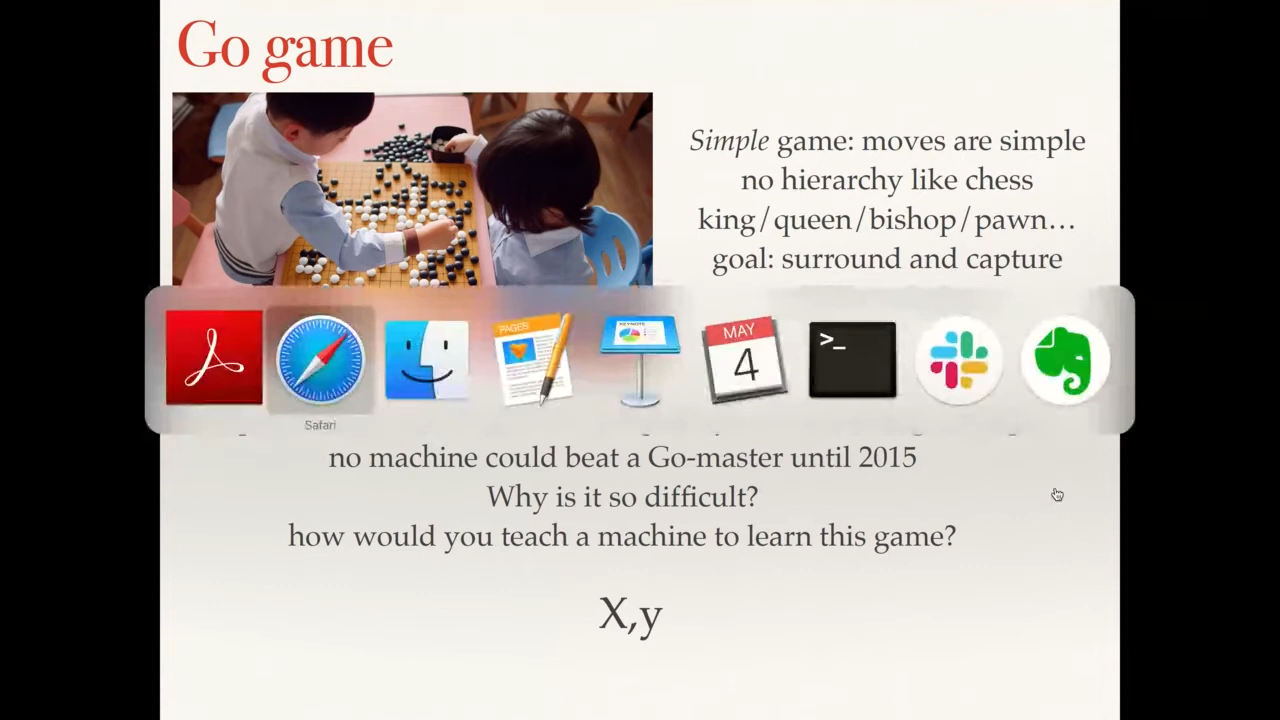 Go game
Simple game: moves are simple
no hierarchy like chess
king/queen/bishop/pawn…
goal: surround and capture
PAGES
KEYNOTE
MAY
4
>_
Safari
no machine could beat a Go-master until 2015
Why is it so difficult?
how would you teach a machine to learn this game?
X,y